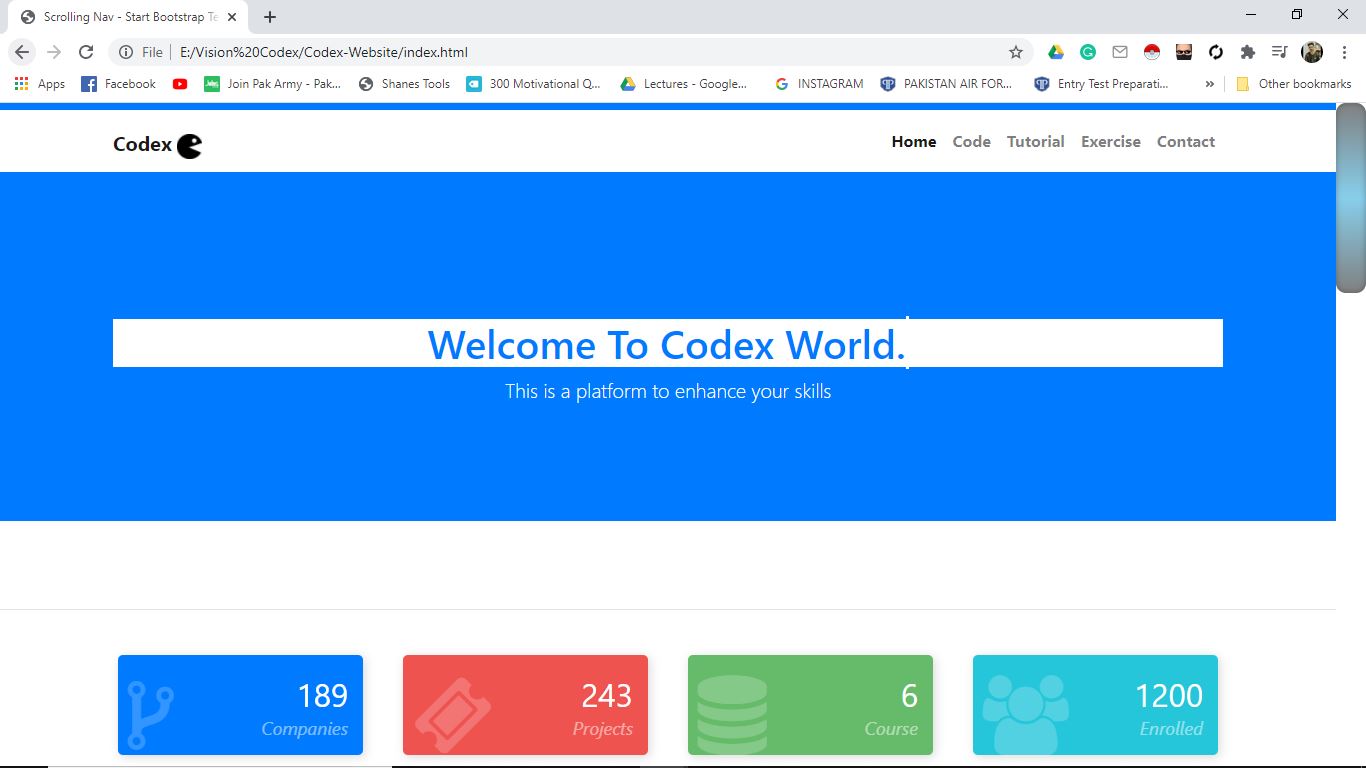 Scrolling Nav - Start Bootstrap Te
File
E:/Vision%20Codex/Codex-Website/index.html
Apps
Facebook
Join Pak Army - Pak...
Shanes Tools
300 Motivational Q...
Lectures - Google...
INSTAGRAM
PAKISTAN AIR FOR...
Entry Test Preparati...
»
Other bookmarks
Codex
Home
Code
Tutorial
Exercise
Contact
Welcome To Codex World.
This is a platform to enhance your skills
189
Companies
243
Projects
6
Course
1200
Enrolled